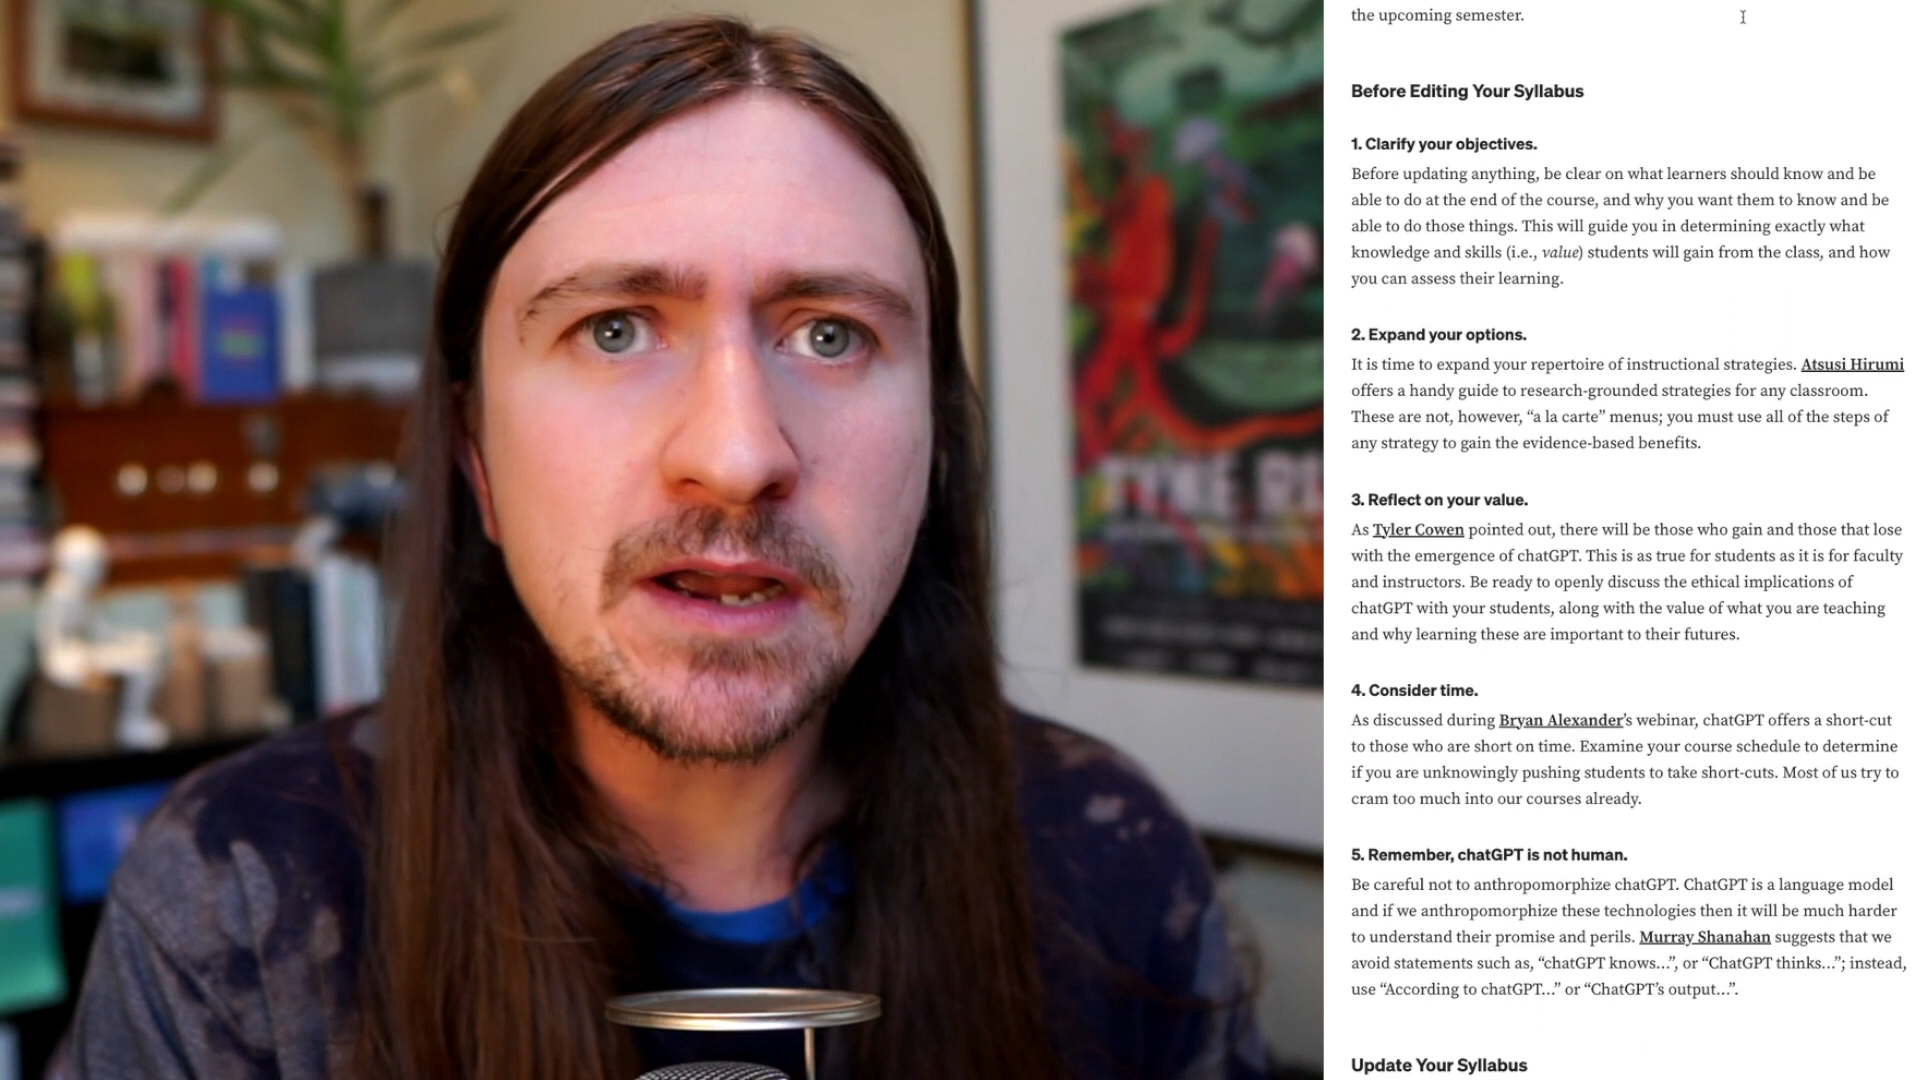 the upcoming semester.
Before Editing Your Syllabus
1. Clarify your objectives.
Before updating anything, be clear on what learners should know and be
able to do at the end of the course, and why you want them to know and be
able to do those things. This will guide you in determining exactly what
knowledge and skills (i.e., value) students will gain from the class, and how
you can assess their learning.
2. Expand your options.
It is time to expand your repertoire of instructional strategies. Atsusi Hirumi
offers a handy guide to research-grounded strategies for any classroom.
These are not, however, “a la carte” menus; you must use all of the steps of
any strategy to gain the evidence-based benefits.
3. Reflect on your value.
As Tyler Cowen pointed out, there will be those who gain and those that lose
with the emergence of chatGPT. This is as true for students as it is for faculty
and instructors. Be ready to openly discuss the ethical implications of
chatGPT with your students, along with the value of what you are teaching
and why learning these are important to their futures.
4. Consider time.
As discussed during Bryan Alexander’s webinar, chatGPT offers a short-cut
to those who are short on time. Examine your course schedule to determine
if you are unknowingly pushing students to take short-cuts. Most of us try to
cram too much into our courses already.
5. Remember, chatGPT is not human.
Be careful not to anthropomorphize chatGPT. ChatGPT is a language model
and if we anthropomorphize these technologies then it will be much harder
to understand their promise and perils. Murray Shanahan suggests that we
avoid statements such as, “chatGPT knows…”, or “ChatGPT thinks…”; instead,
use “According to chatGPT…” or “ChatGPT’s output…”.
Update Your Syllabus